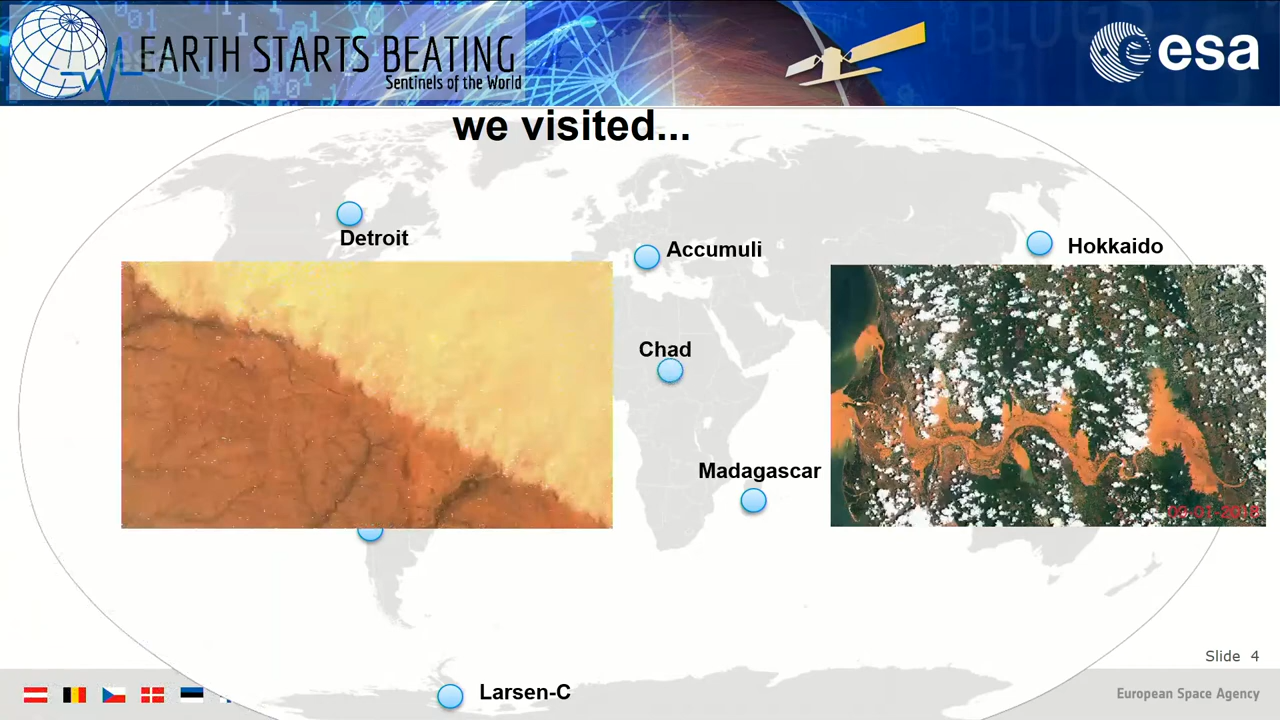 EARTH STARTS BEATING
Sentinels of the World
esa
we visited...
Detroit
Accumuli
Hokkaido
Chad
Madagascar
Larsen-C
Slide 4
European Space Agency